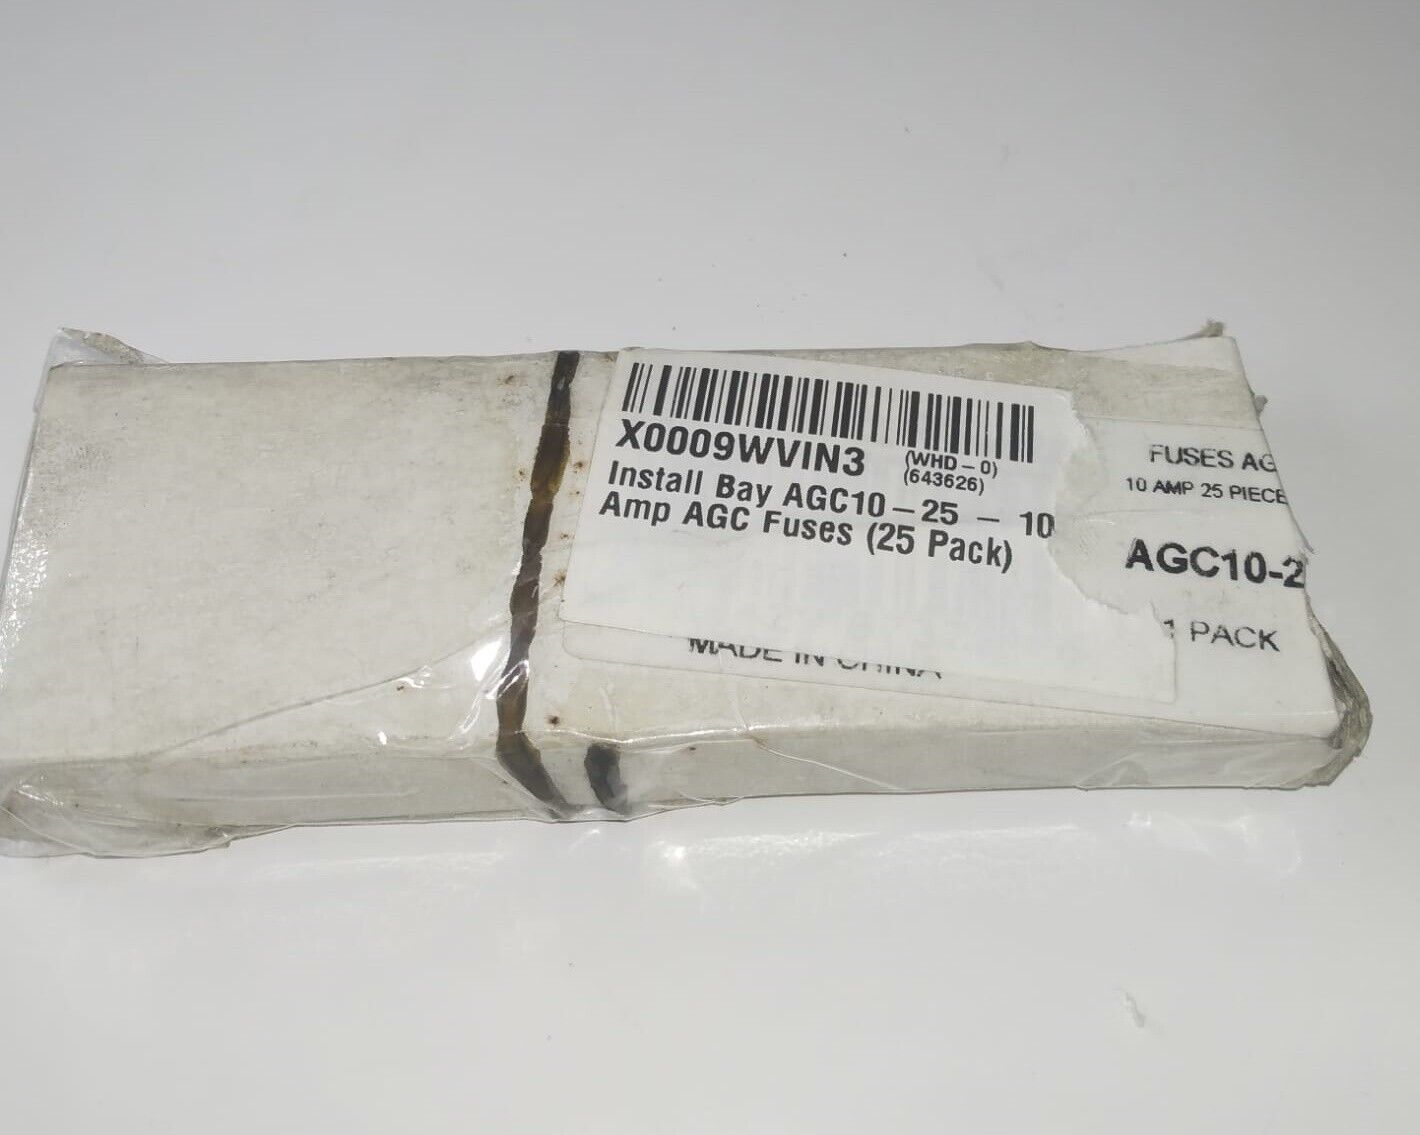 X0009WVIN3
(WHD-0)
(643626)
Install Bay AGC10-25 - 10
Amp AGC Fuses (25 Pack)
FUSES AG
10 AMP 25 PIECE
AGC10-2
1 PACK
MADE IN CHINA